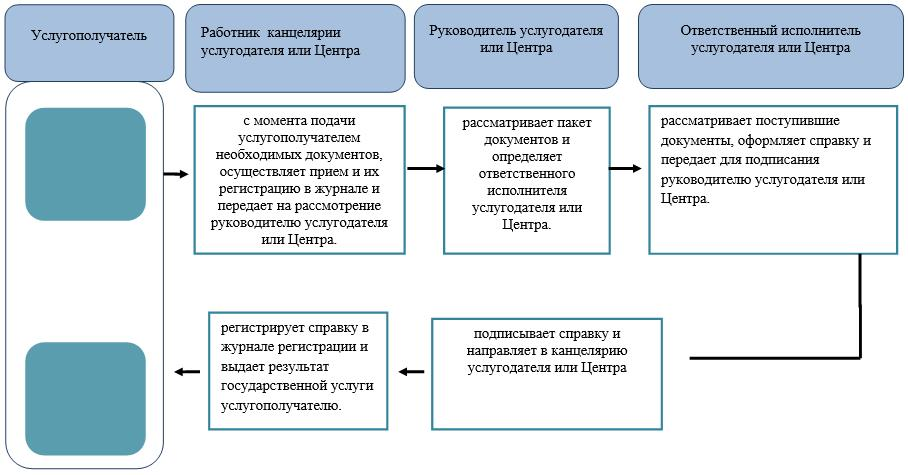 Услугополучатель
Работник  канцелярии
услугодателя или Центра
Руководитель услугодателя
или Центра
Ответственный исполнитель
услугодателя или Центра
с момента подачи
услугополучателем
необходимых документов,
осуществляет прием и их
регистрацию в журнале и
передает на рассмотрение
руководителю услугодателя
или Центра.
рассматривает пакет
документов и
определяет
ответственного
исполнителя
услугодателя или
Центра.
рассматривает поступившие
документы, оформляет справку и
передает для подписания
руководителю услугодателя или
Центра.
регистрирует справку в
журнале регистрации и
выдает результат
государственной услуги
услугополучателю.
подписывает справку и
направляет в канцелярию
услугодателя или Центра